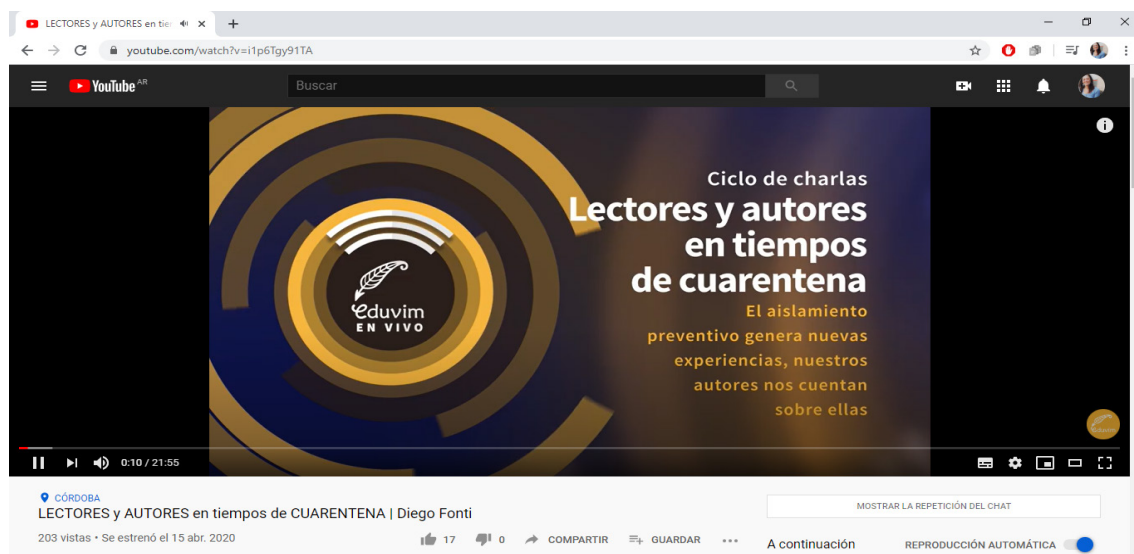 LECTORES y AUTORES en tie
youtube.com/watch?v=i1p6Tgy91TA
YouTube AR
Buscar
Ciclo de charlas
Lectores y autores
en tiempos
de cuarentena
El aislamiento
preventivo genera nuevas
experiencias, nuestros
autores nos cuentan
sobre ellas
eduvim
EN VIVO
0:10 / 21:55
CÓRDOBA
LECTORES y AUTORES en tiempos de CUARENTENA | Diego Fonti
203 vistas • Se estrenó el 15 abr. 2020
17
0
COMPARTIR
GUARDAR
MOSTRAR LA REPETICIÓN DEL CHAT
A continuación
REPRODUCCIÓN AUTOMÁTICA